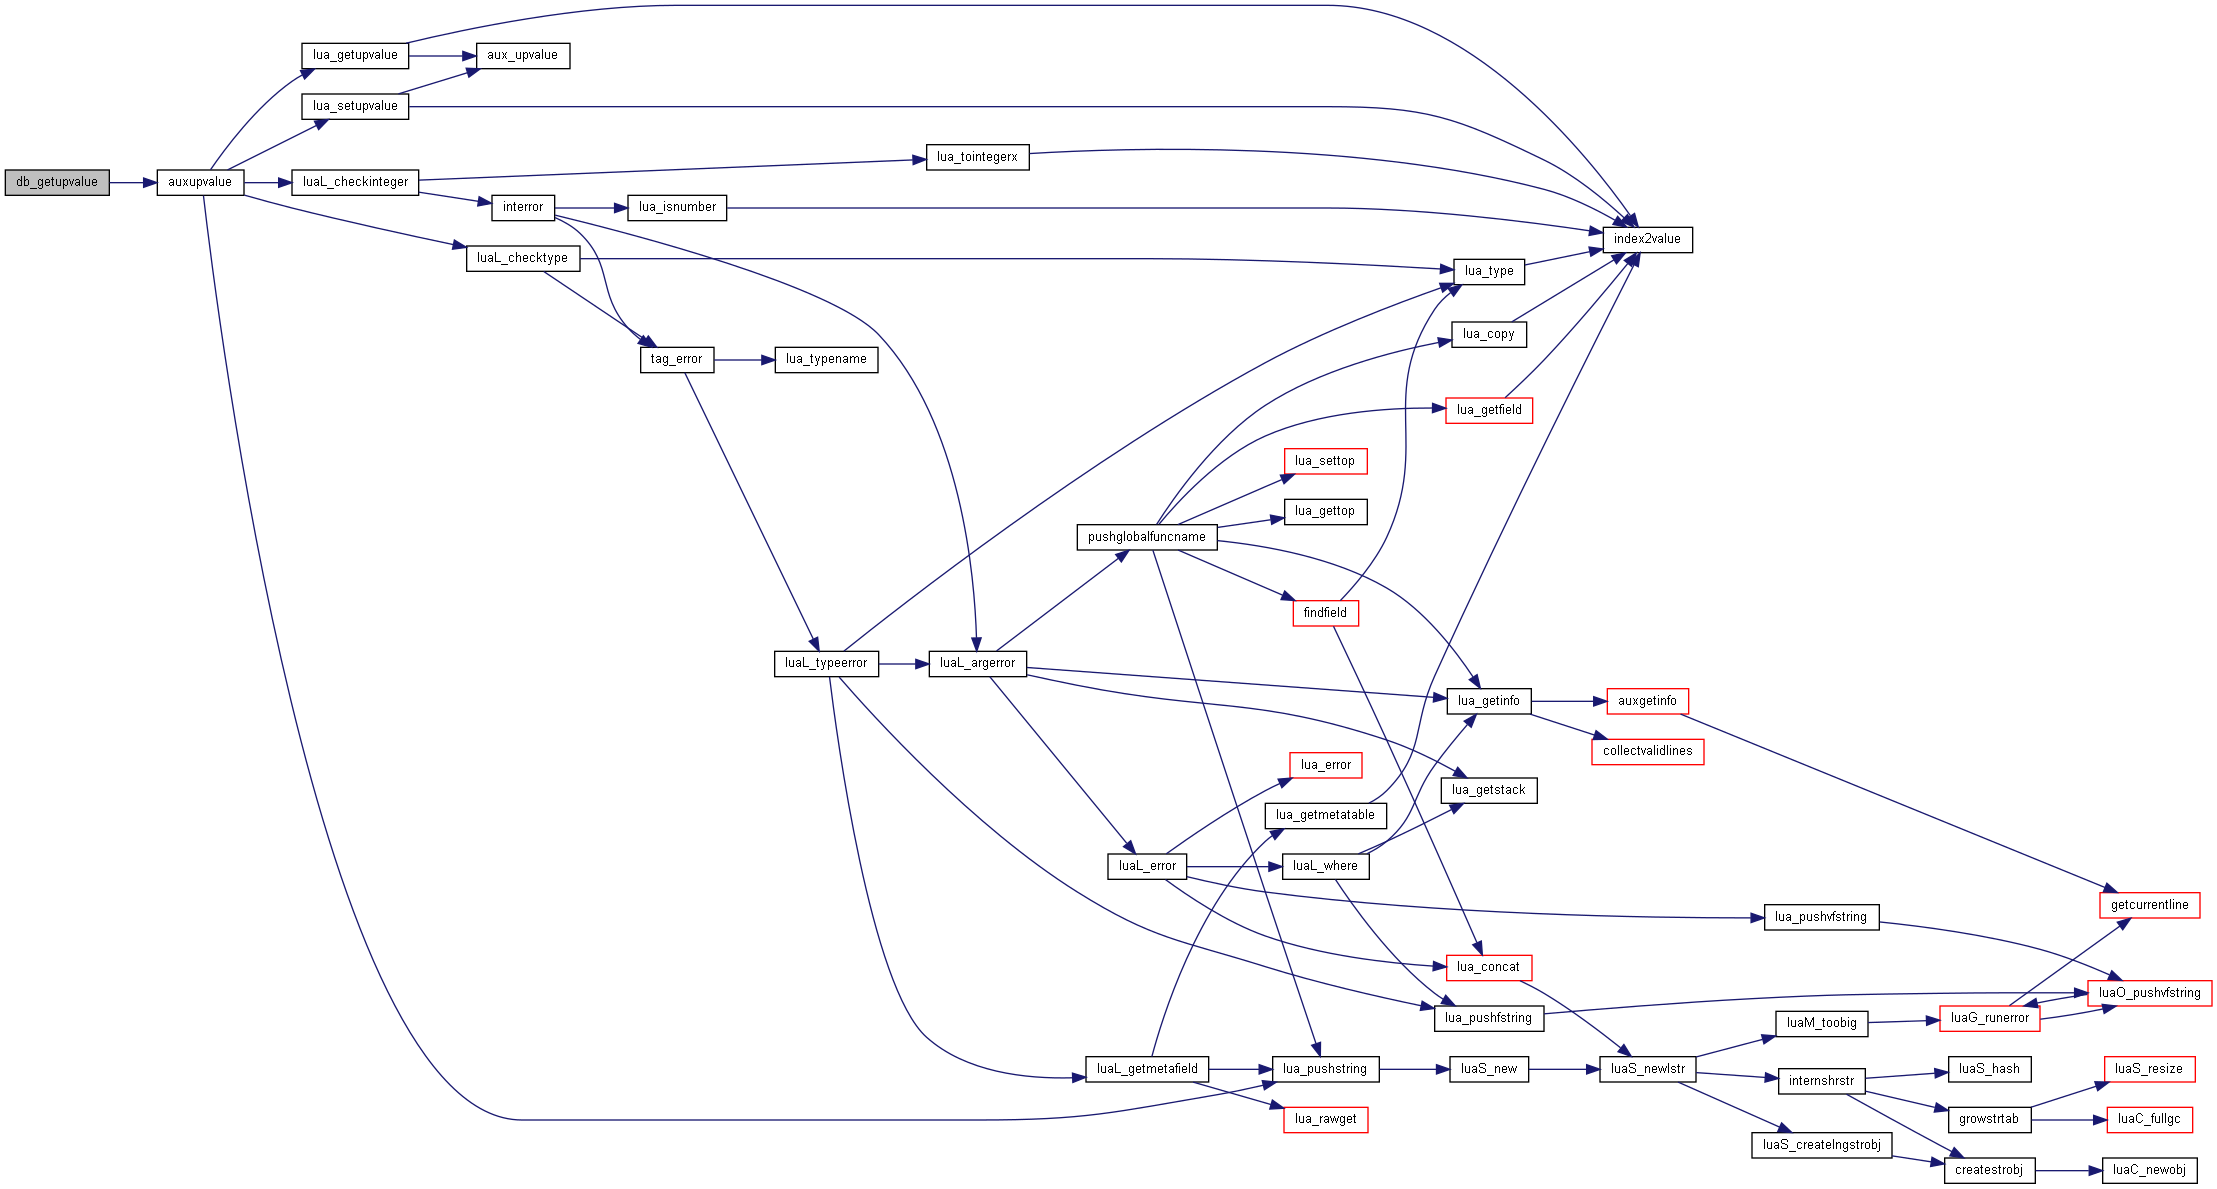 lua_getupvalue
aux_upvalue
lua_setupvalue
lua_tointegerx
db_getupvalue
auxupvalue
luaL_checkinteger
interror
lua_isnumber
index2value
luaL_checktype
lua_type
lua_copy
tag_error
lua_typename
lua_getfield
lua_settop
lua_gettop
pushglobalfuncname
findfield
luaL_typeerror
luaL_argerror
lua_getinfo
auxgetinfo
collectvalidlines
lua_error
lua_getstack
lua_getmetatable
luaL_error
luaL_where
getcurrentline
lua_pushvfstring
lua_concat
luaO_pushvfstring
lua_pushfstring
luaM_toobig
luaG_runerror
luaL_getmetafield
lua_pushstring
luaS_new
luaS_newlstr
internshrstr
luaS_hash
luaS_resize
lua_rawget
growstrtab
luaC_fullgc
luaS_createlngstrobj
createstrobj
luaC_newobj